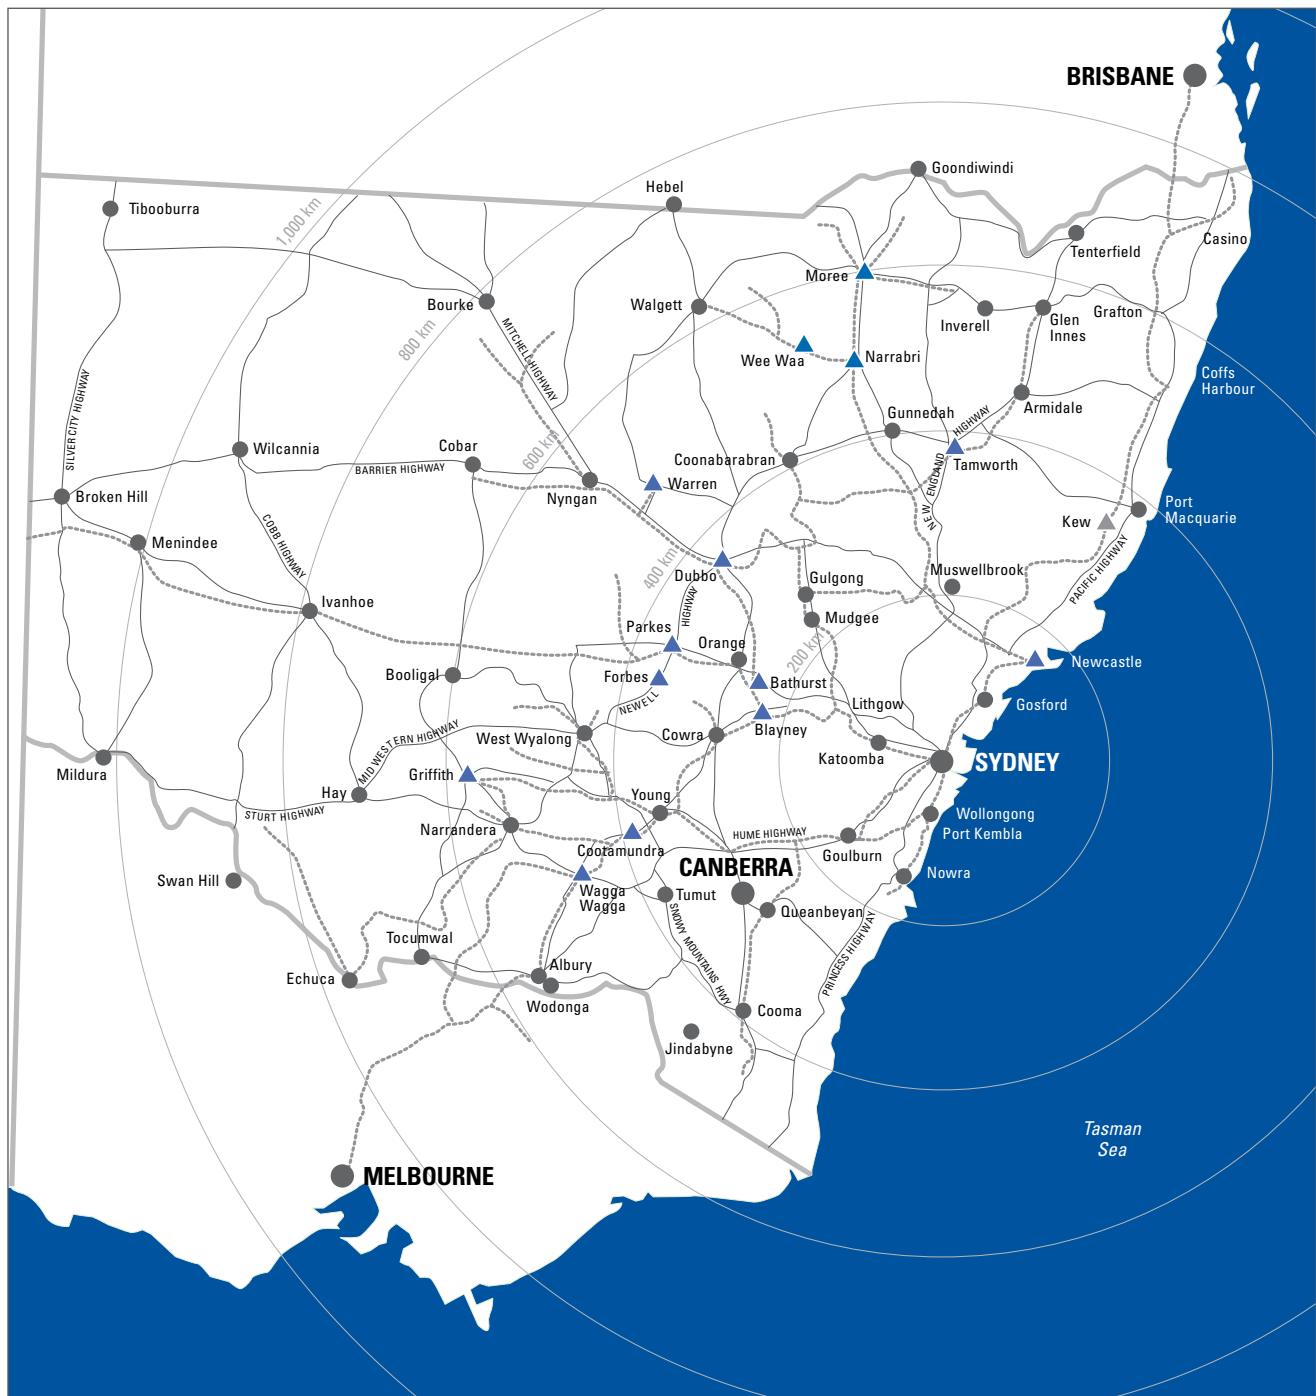 BRISBANE
Goondiwindi
Hebel
Tibooburra
1,000 km
Casino
Tenterfield
Moree
Bourke
Walgett
Inverell
Glen
Innes
Grafton
800 km
MITCHELL HIGHWAY
Wee Waa
Narrabri
Coffs
Harbour
SILVER CITY HIGHWAY
Gunnedah
HIGHWAY
Armidale
Wilcannia
Cobar
600 km
BARRIER HIGHWAY
Coonabarabran
Tamworth
Broken Hill
Nyngan
Warren
NEW ENGLAND
Port
Macquarie
Kew
COBB HIGHWAY
Menindee
400 km
Dubbo
Gulgong
Muswellbrook
PACIFIC HIGHWAY
Ivanhoe
HIGHWAY
Mudgee
Parkes
Orange
200 km
Newcastle
Booligal
Forbes
Bathurst
NEWELL
Lithgow
Gosford
MID WESTERN HIGHWAY
West Wyalong
Cowra
Blayney
Katoomba
SYDNEY
Mildura
Griffith
Hay
Young
Wollongong
STURT HIGHWAY
Narrandera
HUME HIGHWAY
Port Kembla
Cootamundra
Goulburn
CANBERRA
Swan Hill
Wagga
Wagga
Tumut
Nowra
Queanbeyan
SNOWY MOUNTAINS HWY
PRINCESS HIGHWAY
Tocumwal
Echuca
Albury
Wodonga
Cooma
Jindabyne
Tasman
Sea
MELBOURNE